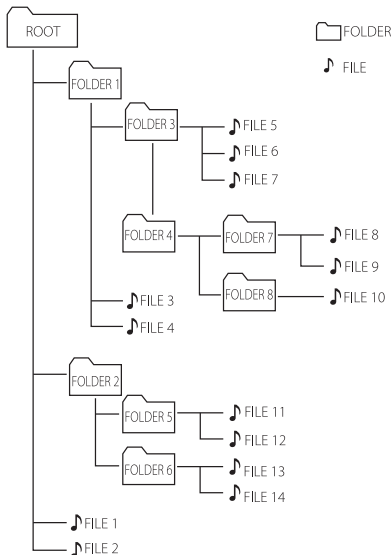 ROOT
FOLDER
FILE
FOLDER 1
FOLDER 3
FILE 5
FILE 6
FILE 7
FOLDER 4
FOLDER 7
FILE 8
FILE 9
FOLDER 8
FILE 10
FILE 3
FILE 4
FOLDER 2
FOLDER 5
FILE 11
FILE 12
FOLDER 6
FILE 13
FILE 14
FILE 1
FILE 2